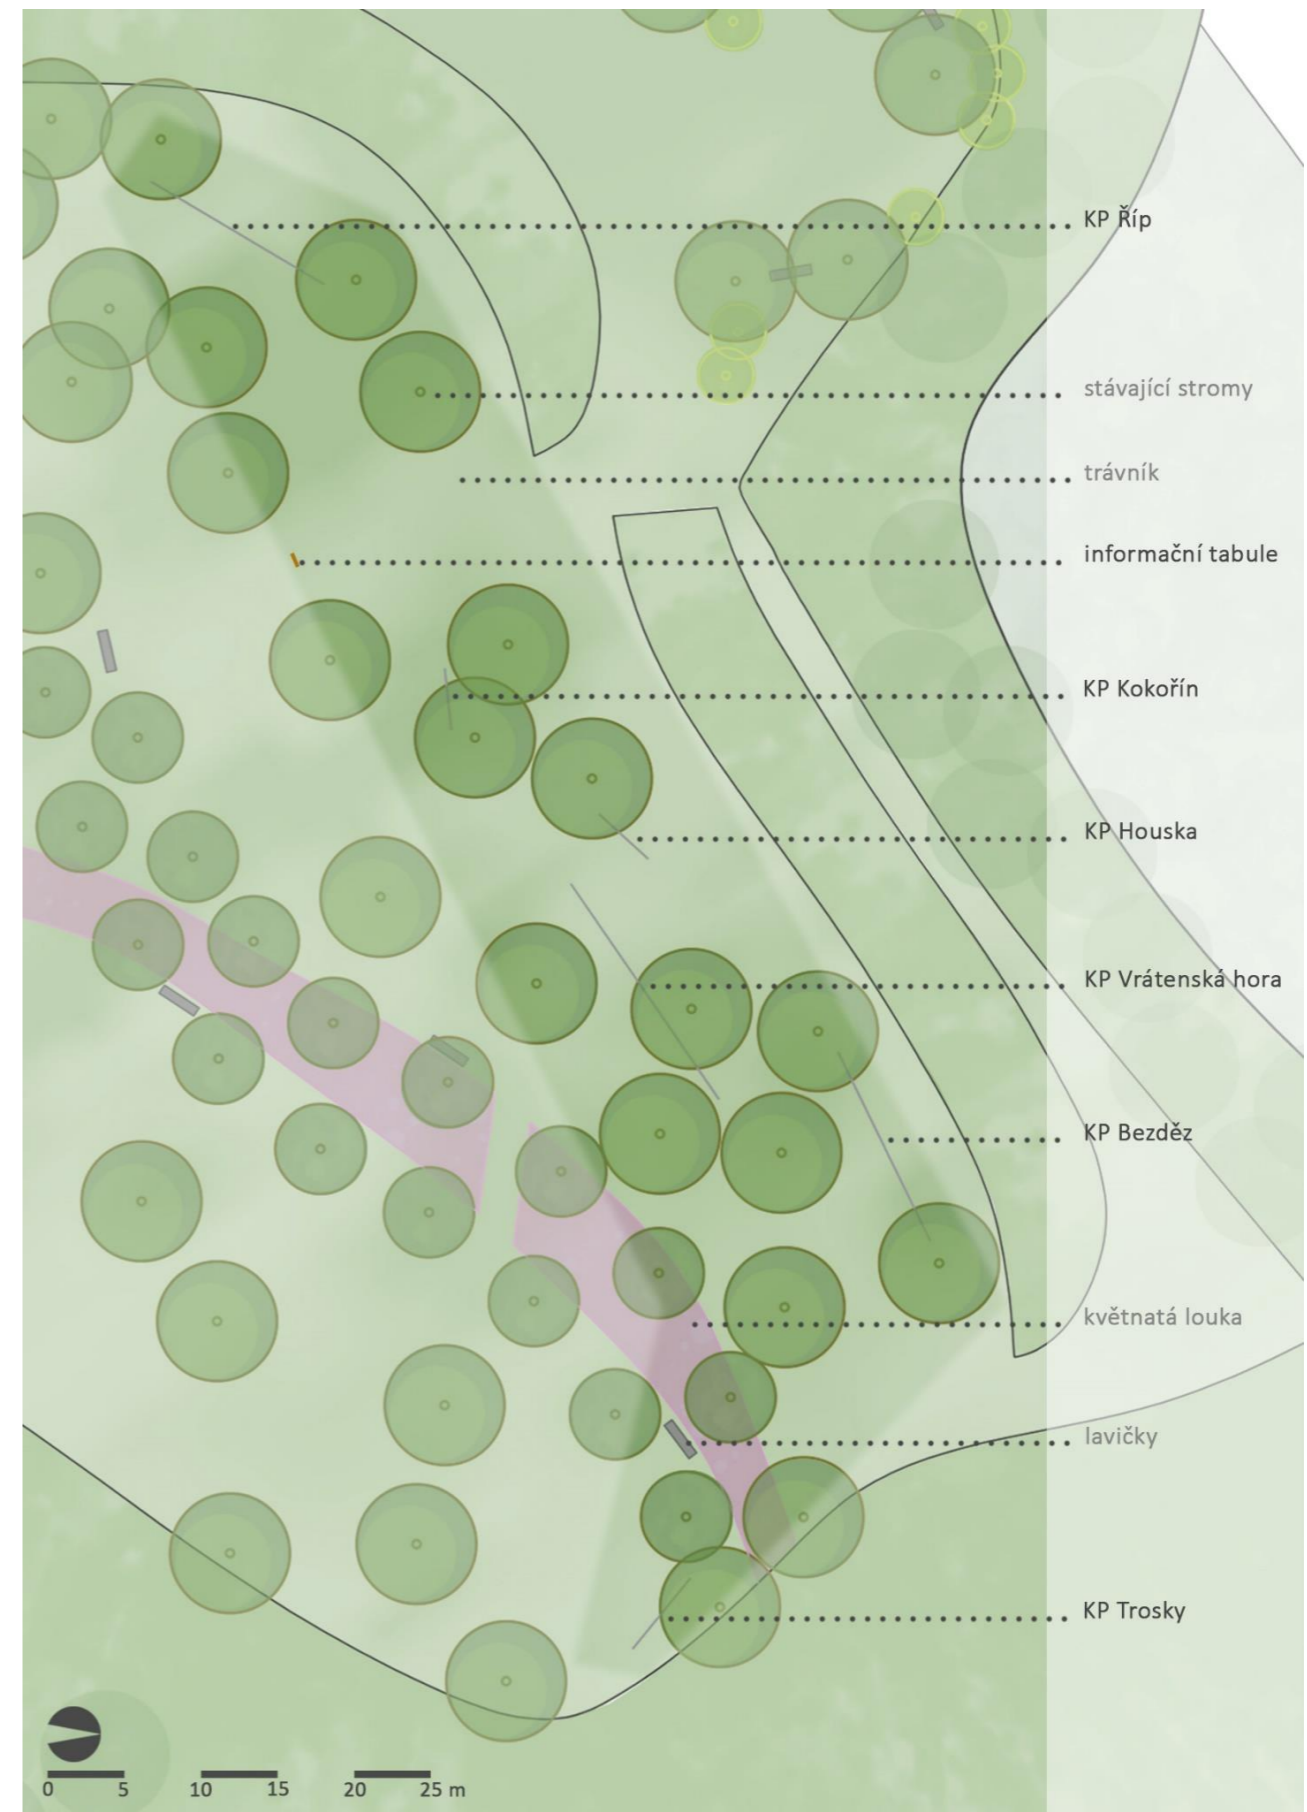 KP Říp
stávající stromy
trávník
informační tabule
KP Kokořín
KP Houska
KP Vrátenská hora
KP Bezděz
květnatá louka
lavičky
KP Trosky
0 5 10 15 20 25 m